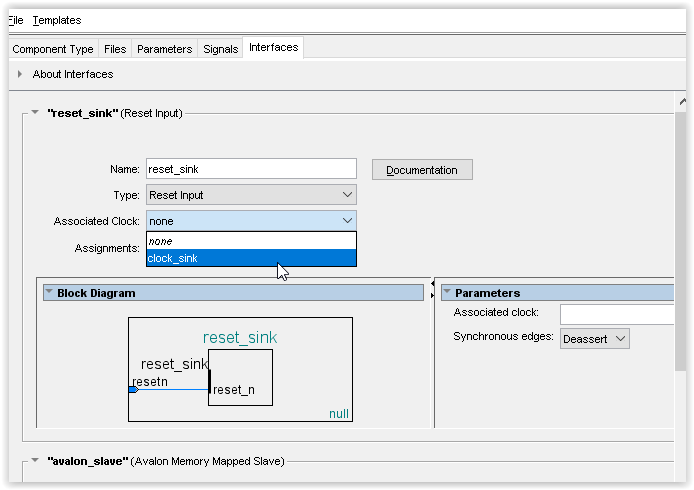 File Templates
Component Type Files Parameters Signals Interfaces
About Interfaces
"reset_sink" (Reset Input)
Name: reset_sink Documentation
Type: Reset Input
Associated Clock: none
none
Assignments: clock_sink
Block Diagram Parameters
Associated clock:
Synchronous edges: Deassert
reset_sink
reset_sink
resetn
reset_n
null
"avalon_slave" (Avalon Memory Mapped Slave)